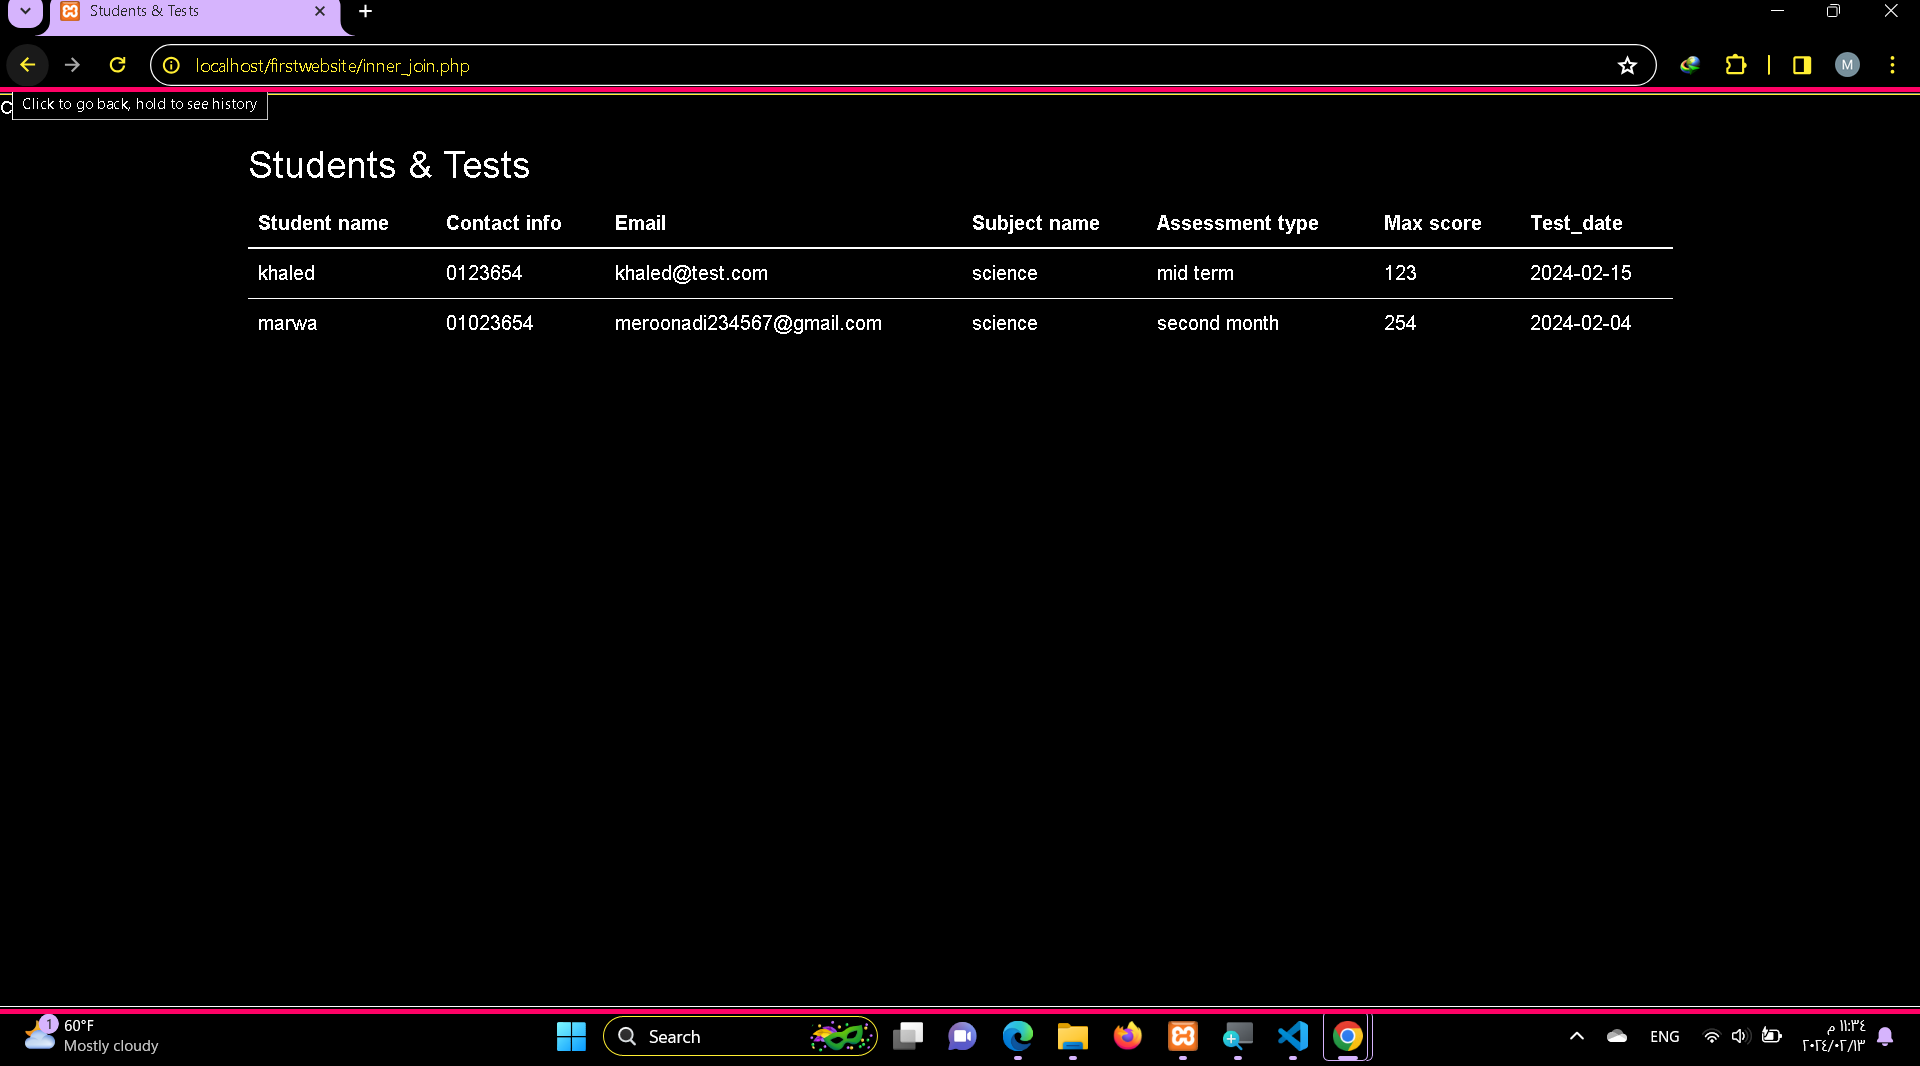 Students & Tests
localhost/firstwebsite/inner_join.php
M
C
Click to go back, hold to see history
Students & Tests
Student name Contact info Email Subject name Assessment type Max score Test_date
khaled 0123654 khaled@test.com science mid term 123 2024-02-15
marwa 01023654 meroonadi234567@gmail.com science second month 254 2024-02-04
1
60°F
Mostly cloudy
Search
ENG
١١:٣٤ م
٢٠٢٤/٠٢/١٣